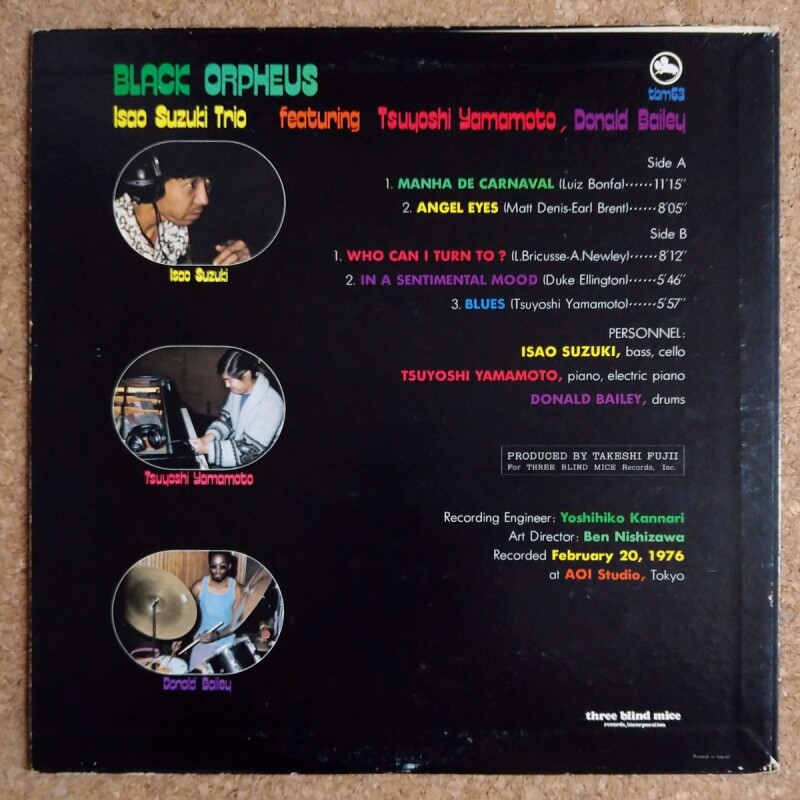 BLACK ORPHEUS
tbm63
Isao Suzuki Trio featuring Tsuyoshi Yamamoto, Donald Bailey
Side A
1. MANHA DE CARNAVAL (Luiz Bonfa)······11'15"
2. ANGEL EYES (Matt Denis-Earl Brent)······8'05"
Side B
1. WHO CAN I TURN TO? (L.Bricusse-A.Newley)······8'12"
2. IN A SENTIMENTAL MOOD (Duke Ellington)······5'46"
3. BLUES (Tsuyoshi Yamamoto)······5'57"
Isao Suzuki
PERSONNEL:
ISAO SUZUKI, bass, cello
TSUYOSHI YAMAMOTO, piano, electric piano
DONALD BAILEY, drums
Tsuyoshi Yamamoto
PRODUCED BY TAKESHI FUJII
For THREE BLIND MICE Records, Inc.
Recording Engineer: Yoshihiko Kannari
Art Director: Ben Nishizawa
Recorded February 20, 1976
at AOI Studio, Tokyo
Donald Bailey
three blind mice
records, incorporation
Printed in Japan